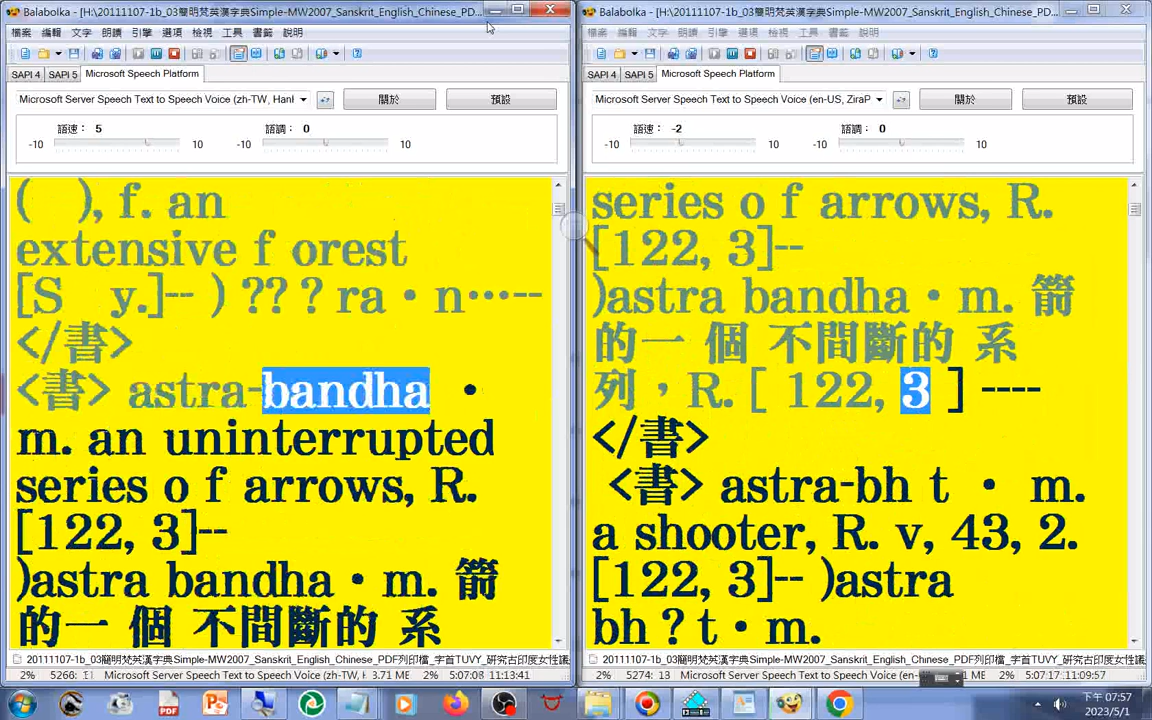 Balabolka - [H:\20111107-1b_03簡明梵英漢字典Simple-MW2007_Sanskrit_English_Chinese_PD...
檔案 編輯 文字 朗讀 引擎 選項 檢視 工具 書籤 說明
SAPI 4 SAPI 5 Microsoft Speech Platform
Microsoft Server Speech Text to Speech Voice (zh-TW, Hanl 關於 預設
語速： 5 語調： 0
-10 10 -10 10
( ), f. an
extensive f orest
[S y.]-- ) ?? ? ra・n⋯--
</書>
<書> astra-bandha •
m. an uninterrupted
series o f arrows, R.
[122, 3]--
)astra bandha・m. 箭
的一 個 不間斷的 系
20111107-1b_03簡明梵英漢字典Simple-MW2007_Sanskrit_English_Chinese_PDF列印檔_字首TUVY_研究古印度女性議
2% 5266: Microsoft Server Speech Text to Speech Voice (zh-TW, 3.71 ME 2% 5:07:08 11:13:41
Balabolka - [H:\20111107-1b_03簡明梵英漢字典Simple-MW2007_Sanskrit_English_Chinese_PD...
檔案 編輯 文字 朗讀 引擎 選項 檢視 工具 書籤 說明
SAPI 4 SAPI 5 Microsoft Speech Platform
Microsoft Server Speech Text to Speech Voice (en-US, ZiraP 關於 預設
語速： -2 語調： 0
-10 10 -10 10
series o f arrows, R.
[122, 3]--
)astra bandha・m. 箭
的一 個 不間斷的 系
列，R. [ 122, 3 ] ----
</書>
<書> astra-bh t • m.
a shooter, R. v, 43, 2.
[122, 3]-- )astra
bh ? t・m.
20111107-1b_03簡明梵英漢字典Simple-MW2007_Sanskrit_English_Chinese_PDF列印檔_字首TUVY_研究古印度女性議
2% 5274: 13 Microsoft Server Speech Text to Speech Voice (en-US, 2% 5:07:17 11:09:57
下午 07:57
2023/5/1